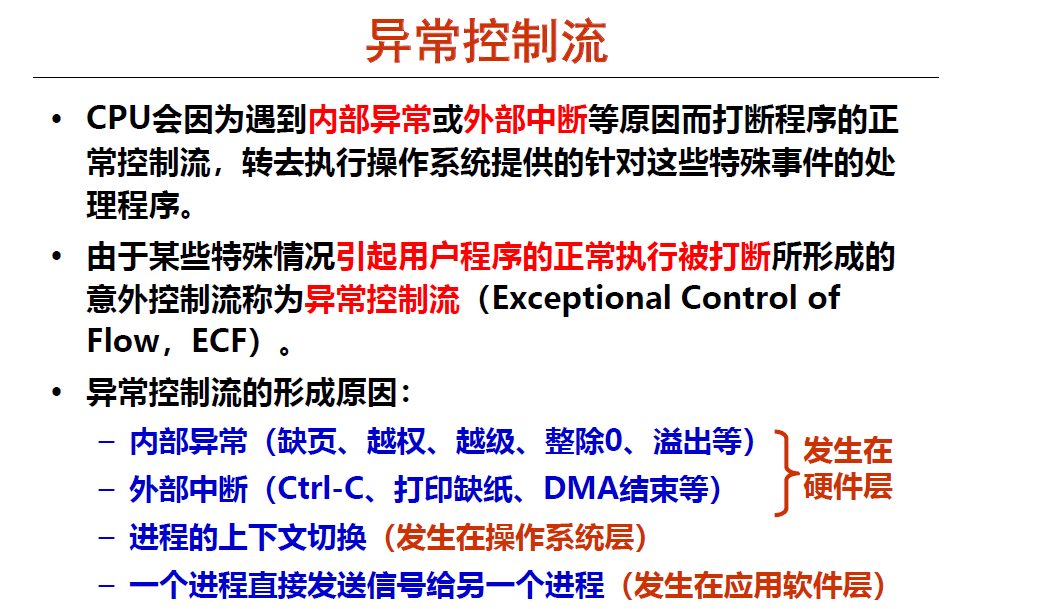 异常控制流
• CPU会因为遇到内部异常或外部中断等原因而打断程序的正
常控制流，转去执行操作系统提供的针对这些特殊事件的处
理程序。
• 由于某些特殊情况引起用户程序的正常执行被打断所形成的
意外控制流称为异常控制流（Exceptional Control of
Flow，ECF）。
• 异常控制流的形成原因：
– 内部异常（缺页、越权、越级、整除0、溢出等）
– 外部中断（Ctrl-C、打印缺纸、DMA结束等）
发生在
硬件层
– 进程的上下文切换（发生在操作系统层）
– 一个进程直接发送信号给另一个进程（发生在应用软件层）